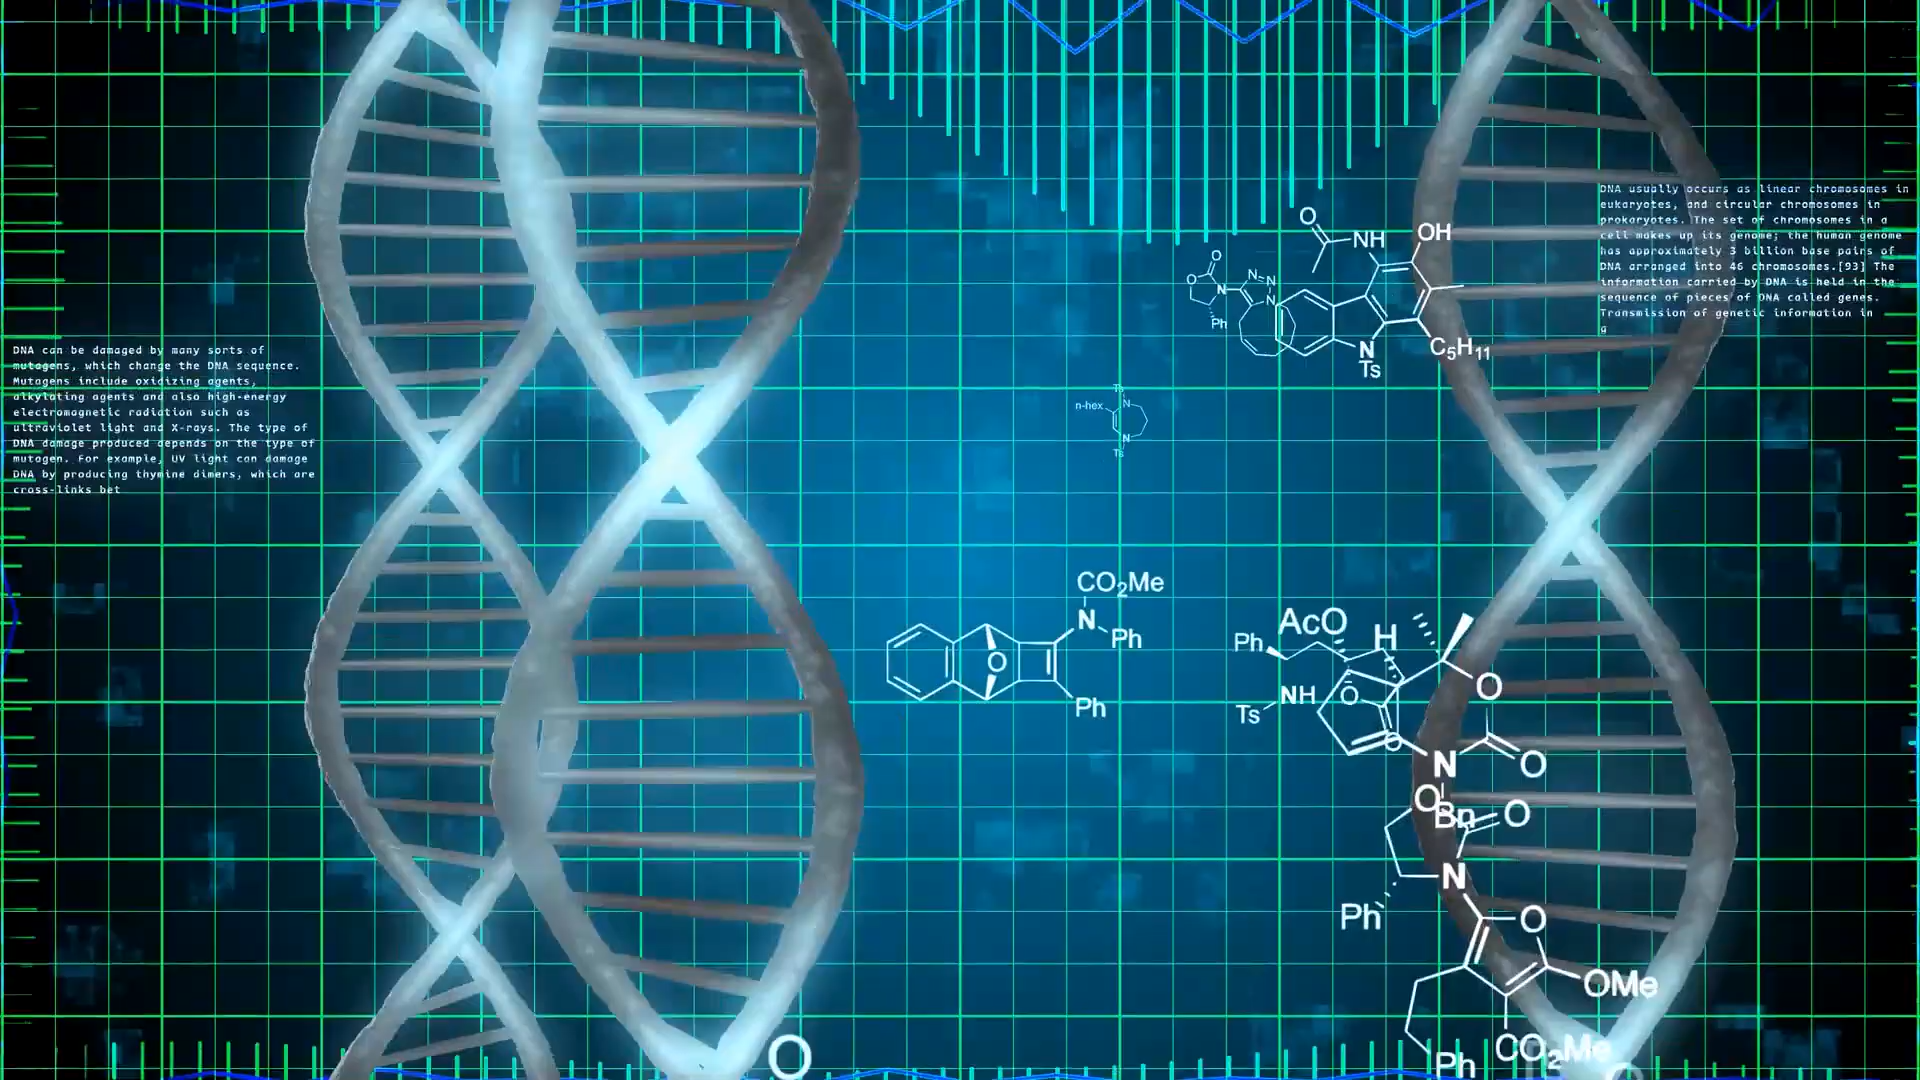 DNA usually occurs as linear chromosomes in
eukaryotes, and circular chromosomes in
prokaryotes. The set of chromosomes in a
cell makes up its genome; the human genome
has approximately 3 billion base pairs of
DNA arranged into 46 chromosomes.[93] The
information carried by DNA is held in the
sequence of pieces of DNA called genes.
Transmission of genetic information in
g
DNA can be damaged by many sorts of
mutagens, which change the DNA sequence.
Mutagens include oxidizing agents,
alkylating agents and also high-energy
electromagnetic radiation such as
ultraviolet light and X-rays. The type of
DNA damage produced depends on the type of
mutagen. For example, UV light can damage
DNA by producing thymine dimers, which are
cross-links bet
O
NH
OH
O
O
N
N
N
N
Ph
N
Ts
C₅H₁₁
Ts
n-hex
N
N
Ts
CO₂Me
N
Ph
O
Ph
AcO
H
Ph
O
NH
O
Ts
O
N
O
O
Bn
O
N
Ph
O
OMe
CO₂Me
Ph
O